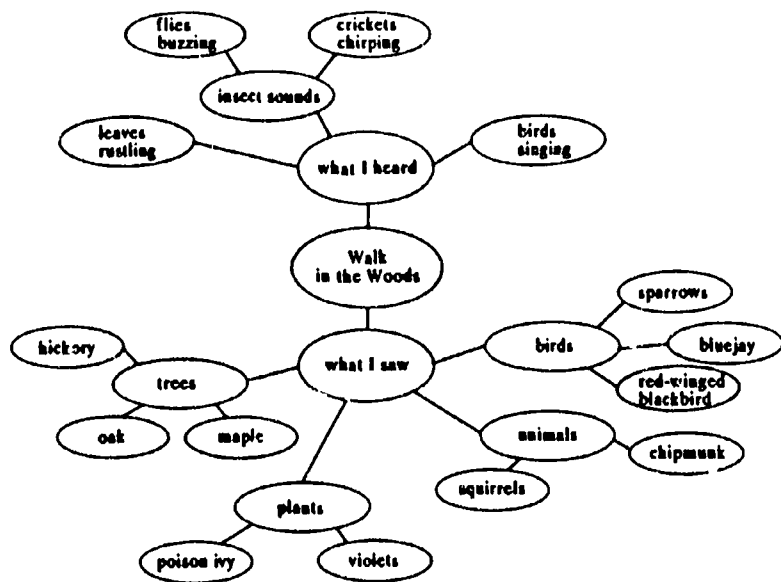 flies
buzzing
crickets
chirping
insect sounds
leaves
rustling
birds
singing
what I heard
Walk
in the Woods
sparrows
hickory
birds
bluejay
what I saw
trees
red-winged
blackbird
oak
maple
animals
chipmunk
squirrels
plants
poison ivy
violets